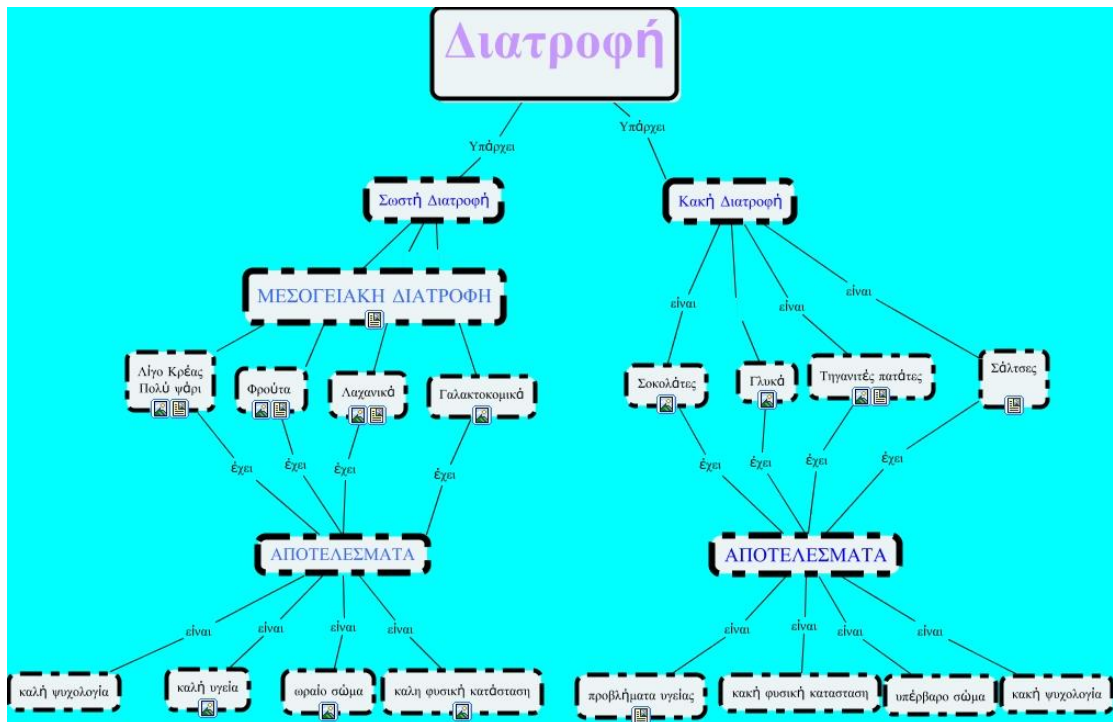 Διατροφή
Υπάρχει
Υπάρχει
Σωστή Διατροφή
Κακή Διατροφή
ΜΕΣΟΓΕΙΑΚΗ ΔΙΑΤΡΟΦΗ
είναι
είναι
είναι
Λίγο Κρέας
Πολύ ψάρι
Φρούτα
Λαχανικά
Γαλακτοκομικά
Σοκολάτες
Γλυκά
Τηγανιτές πατάτες
Σάλτσες
έχει
έχει
έχει
έχει
έχει
έχει
έχει
έχει
ΑΠΟΤΕΛΕΣΜΑΤΑ
ΑΠΟΤΕΛΕΣΜΑΤΑ
είναι
είναι
είναι
είναι
είναι
είναι
είναι
είναι
καλή ψυχολογία
καλή υγεία
ωραίο σώμα
καλη φυσική κατάσταση
προβλήματα υγείας
κακή φυσική κατασταση
υπέρβαρο σώμα
κακή ψυχολογία